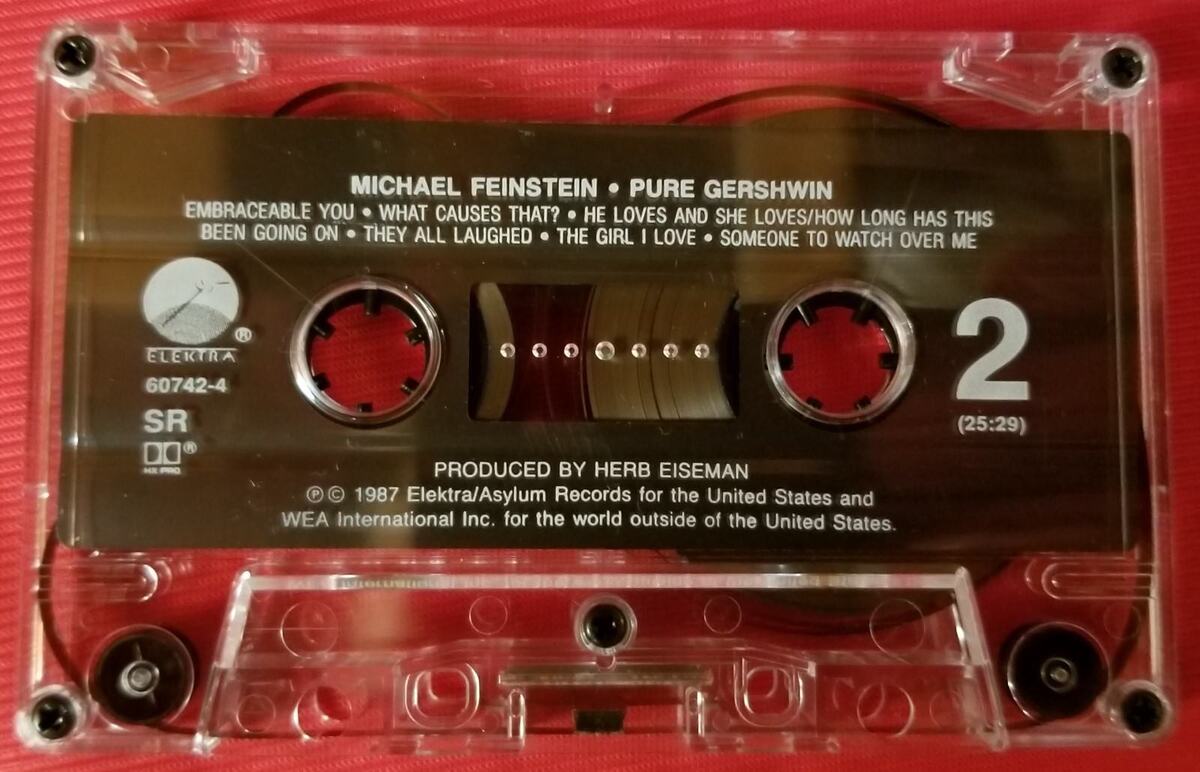 MICHAEL FEINSTEIN • PURE GERSHWIN
EMBRACEABLE YOU • WHAT CAUSES THAT? • HE LOVES AND SHE LOVES/HOW LONG HAS THIS
BEEN GOING ON • THEY ALL LAUGHED • THE GIRL I LOVE • SOMEONE TO WATCH OVER ME
®
ELEKTRA
60742-4
SR
®
HX PRO
2
(25:29)
PRODUCED BY HERB EISEMAN
℗© 1987 Elektra/Asylum Records for the United States and
WEA International Inc. for the world outside of the United States.